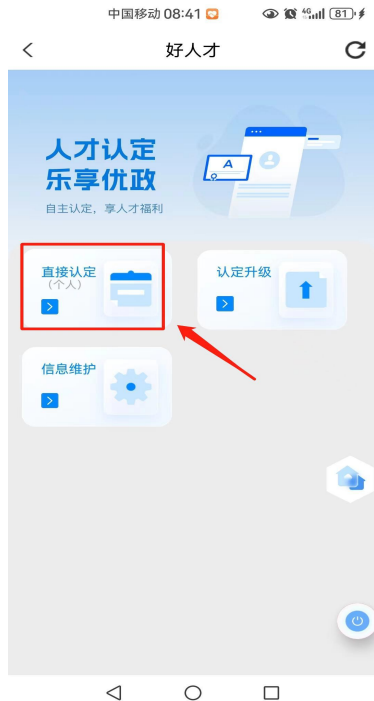 中国移动 08:41 4G 81
好人才
人才认定
乐享优政
自主认定，享人才福利
A
直接认定
（个人）
认定升级
信息维护